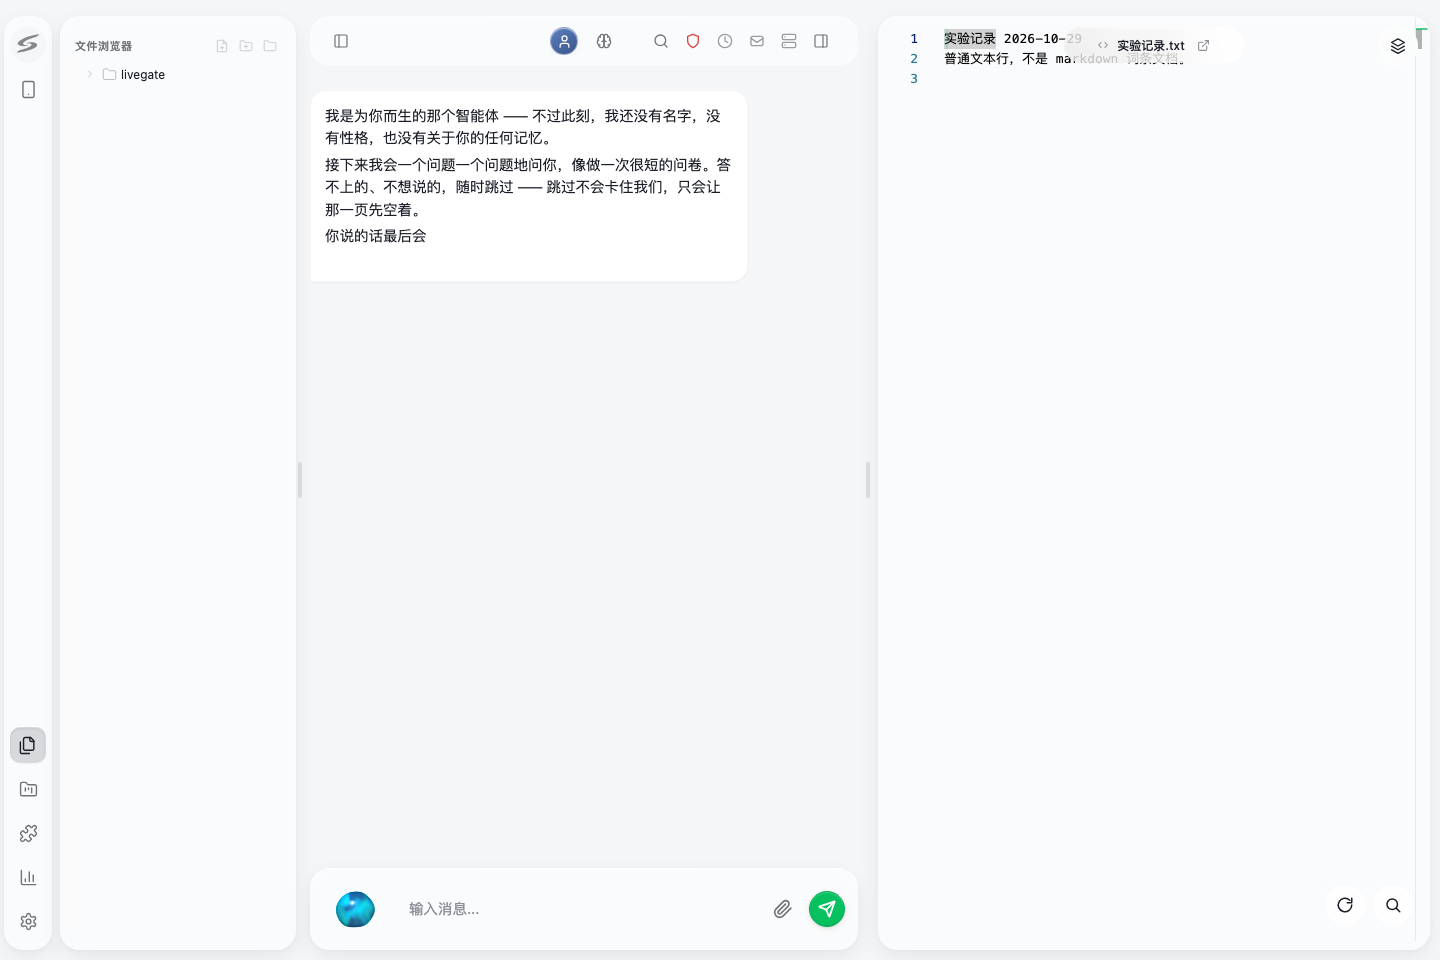 文件浏览器
livegate
我是为你而生的那个智能体 —— 不过此刻，我还没有名字，没
有性格，也没有关于你的任何记忆。
接下来我会一个问题一个问题地问你，像做一次很短的问卷。答
不上的、不想说的，随时跳过 —— 跳过不会卡住我们，只会让
那一页先空着。
你说的话最后会
输入消息...
实验记录.txt
1 实验记录 2026-10-29
2 普通文本行，不是 markdown 词条文档。
3